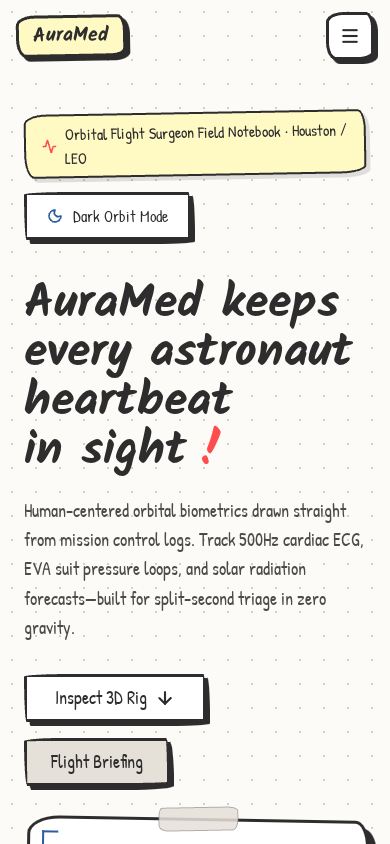 AuraMed
Orbital Flight Surgeon Field Notebook · Houston /
LEO
Dark Orbit Mode
AuraMed keeps
every astronaut
heartbeat
in sight !
Human-centered orbital biometrics drawn straight
from mission control logs. Track 500Hz cardiac ECG,
EVA suit pressure loops, and solar radiation
forecasts—built for split-second triage in zero
gravity.
Inspect 3D Rig ↓
Flight Briefing